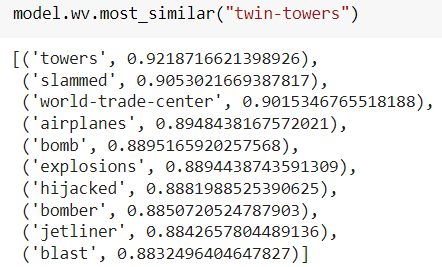 model.wv.most_similar("twin-towers")
[('towers', 0.9218716621398926),
('slammed', 0.9053021669387817),
('world-trade-center', 0.9015346765518188),
('airplanes', 0.8948438167572021),
('bomb', 0.8895165920257568),
('explosions', 0.8894438743591309),
('hijacked', 0.8881988525390625),
('bomber', 0.8850720524787903),
('jetliner', 0.8842657804489136),
('blast', 0.8832496404647827)]